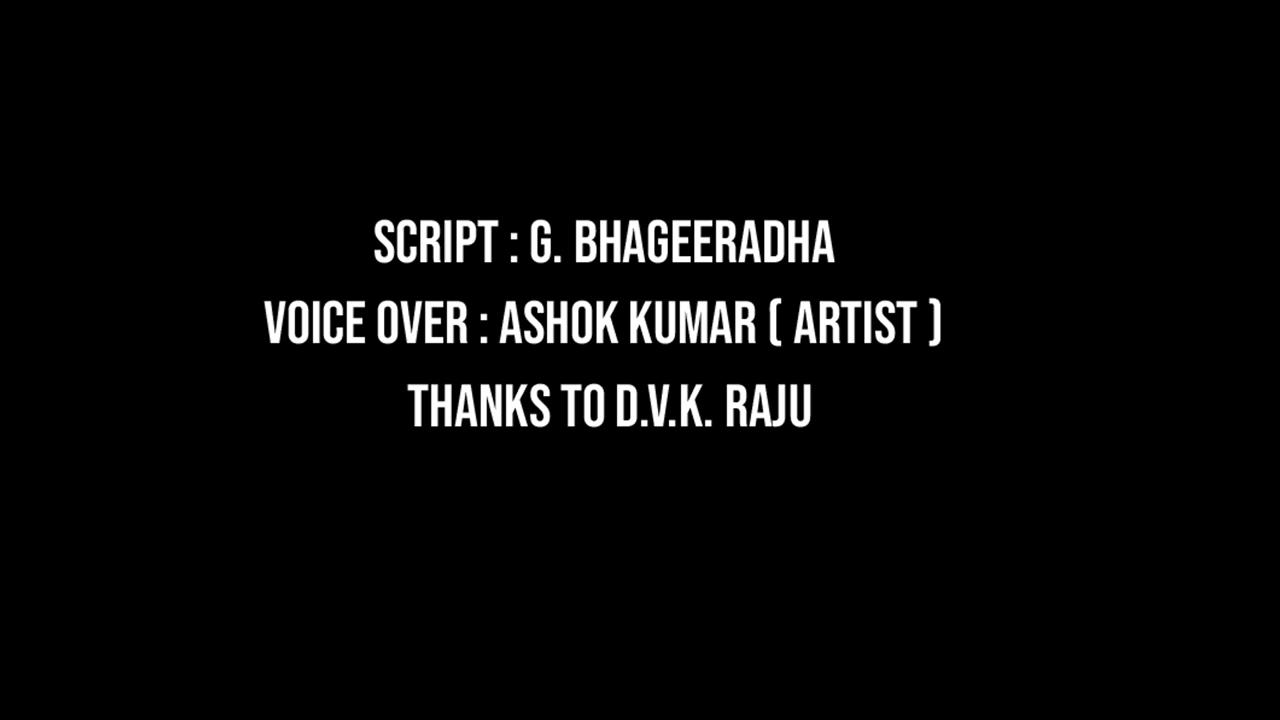 SCRIPT : G. BHAGEERADHA
VOICE OVER : ASHOK KUMAR ( ARTIST )
THANKS TO D.V.K. RAJU